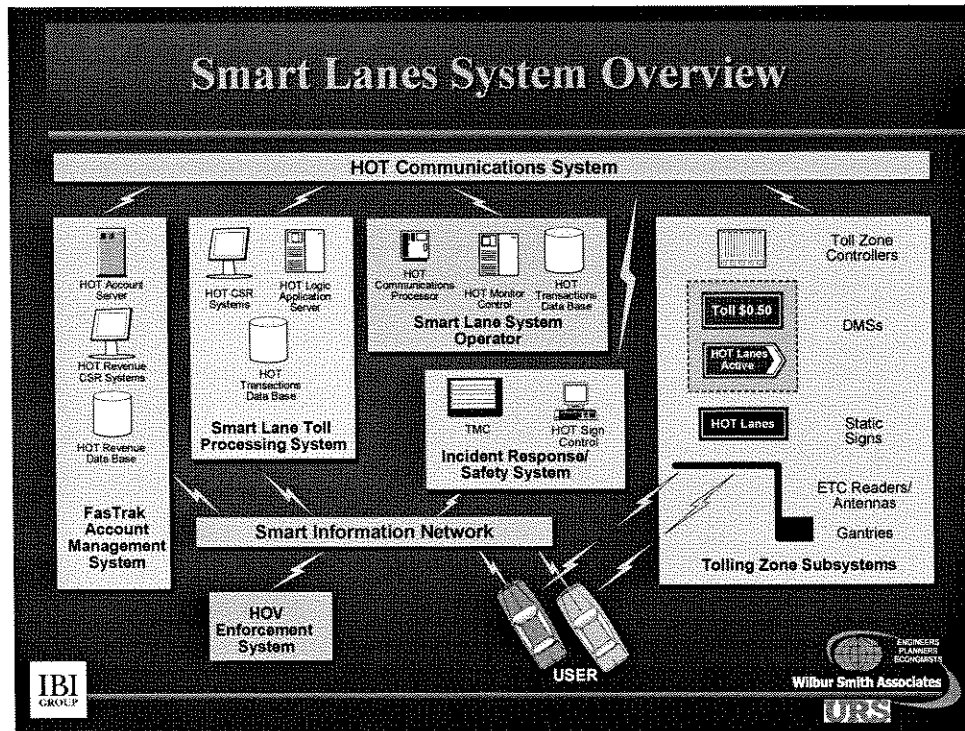 Smart Lanes System Overview
HOT Communications System
HOT Account
Server
HOT Revenue
CSR Systems
HOT Revenue
Data Base
FasTrak
Account
Management
System
HOT CSR
Systems
HOT Logic
Application
Server
HOT
Transactions
Data Base
Smart Lane Toll
Processing System
HOT
Communications
Processor
HOT Monitor
Control
HOT
Transactions
Data Base
Smart Lane System
Operator
TMC
HOT Sign
Control
Incident Response/
Safety System
Toll Zone
Controllers
Toll $0.50
DMSs
HOT Lanes
Active
HOT Lanes
Static
Signs
ETC Readers/
Antennas
Gantries
Tolling Zone Subsystems
Smart Information Network
HOV
Enforcement
System
USER
IBI
GROUP
ENGINEERS
PLANNERS
ECONOMISTS
Wilbur Smith Associates
URS